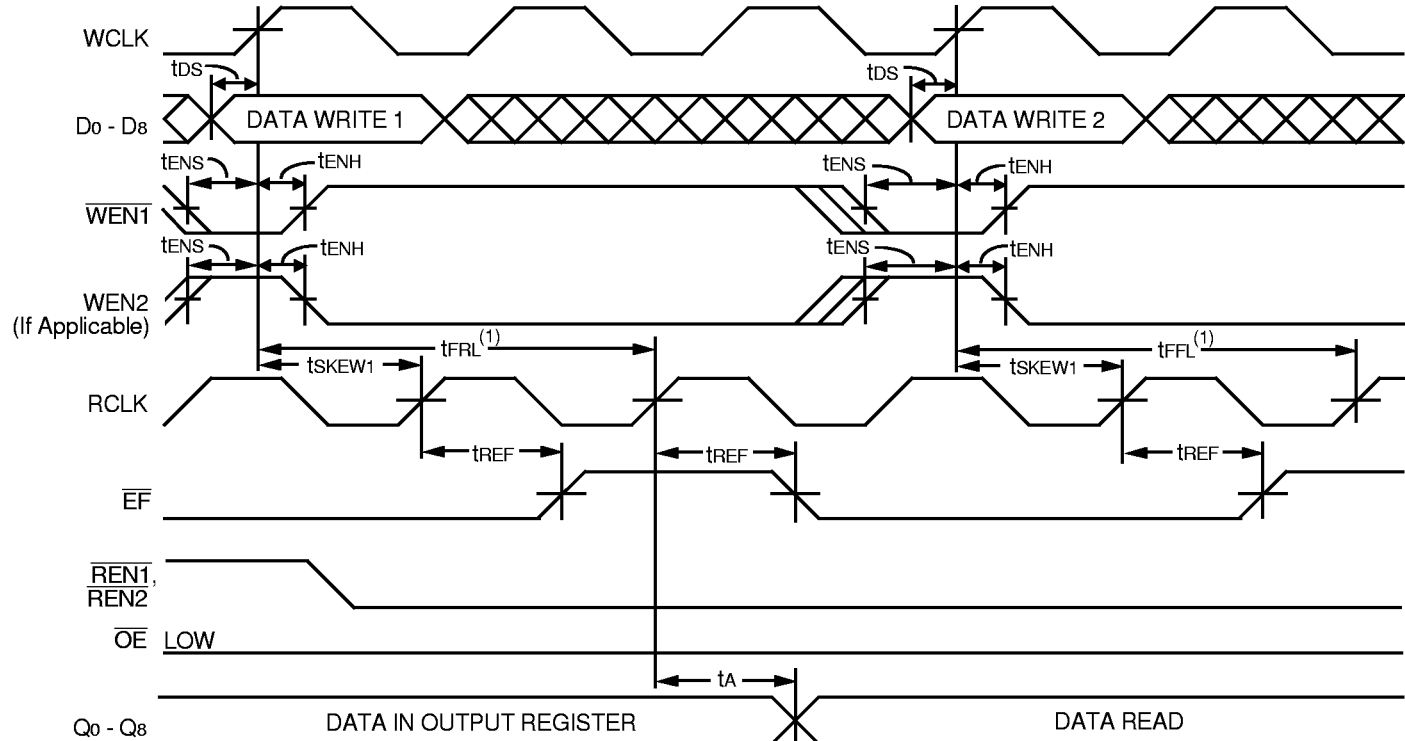 WCLK
tDS
tDS
D0 - D8
DATA WRITE 1
DATA WRITE 2
tENS
tENH
tENS
tENH
WEN1
tENS
tENH
tENS
tENH
WEN2
(If Applicable)
tFRL(1)
tFFL(1)
tSKEW1
tSKEW1
RCLK
tREF
tREF
tREF
EF
REN1,
REN2
OE
LOW
tA
Q0 - Q8
DATA IN OUTPUT REGISTER
DATA READ